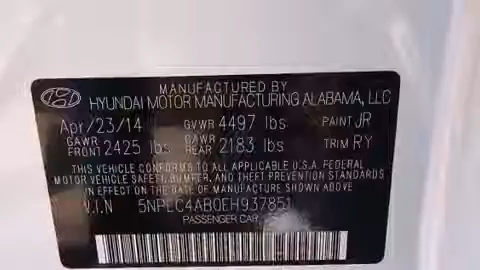 MANUFACTURED BY
HYUNDAI MOTOR MANUFACTURING ALABAMA, LLC
Apr/23/14 GVWR 4497 lbs PAINT JR
GAWR FRONT 2425 lbs GAWR REAR 2183 lbs TRIM RY
THIS VEHICLE CONFORMS TO ALL APPLICABLE U.S.A. FEDERAL
MOTOR VEHICLE SAFETY, BUMPER, AND THEFT PREVENTION STANDARDS
IN EFFECT ON THE DATE OF MANUFACTURE SHOWN ABOVE.
V.I.N 5NPEC4AB0EH937851
PASSENGER CAR